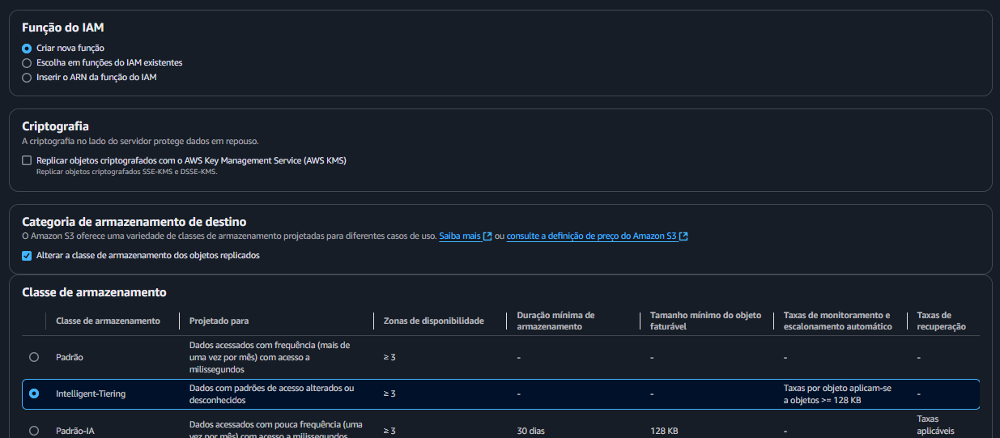 Função do IAM
Criar nova função
Escolha em funções do IAM existentes
Inserir o ARN da função do IAM
Criptografia
A criptografia no lado do servidor protege dados em repouso.
Replicar objetos criptografados com o AWS Key Management Service (AWS KMS)
Replicar objetos criptografados SSE-KMS e DSSE-KMS.
Categoria de armazenamento de destino
O Amazon S3 oferece uma variedade de classes de armazenamento projetadas para diferentes casos de uso. Saiba mais ou consulte a definição de preço do Amazon S3
Alterar a classe de armazenamento dos objetos replicados
Classe de armazenamento
Classe de armazenamento
Projetado para
Zonas de disponibilidade
Duração mínima de
armazenamento
Tamanho mínimo do objeto
faturável
Taxas de monitoramento e
escalonamento automático
Taxas de
recuperação
Padrão
Dados acessados com frequência (mais de
uma vez por mês) com acesso a
milissegundos
≥ 3
-
-
-
-
Intelligent-Tiering
Dados com padrões de acesso alterados ou
desconhecidos
≥ 3
-
-
Taxas por objeto aplicam-se
a objetos >= 128 KB
-
Padrão-IA
Dados acessados com pouca frequência (uma
vez por mês) com acesso a milissegundos
≥ 3
30 dias
128 KB
-
Taxas
aplicáveis